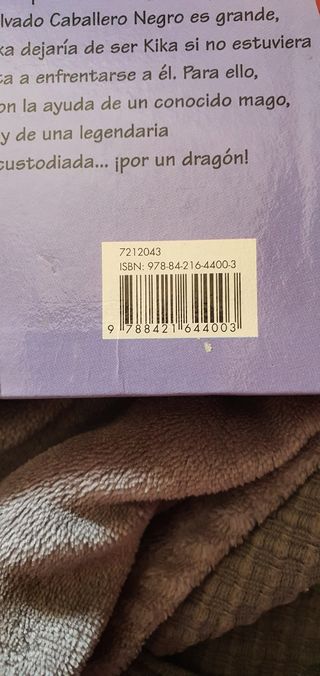 lvado Caballero Negro es grande,
ka dejaría de ser Kika si no estuviera
ta a enfrentarse a él. Para ello,
on la ayuda de un conocido mago,
y de una legendaria
custodiada... ¡por un dragón!
7212043
ISBN: 978-84-216-4400-3
9 788421 644003